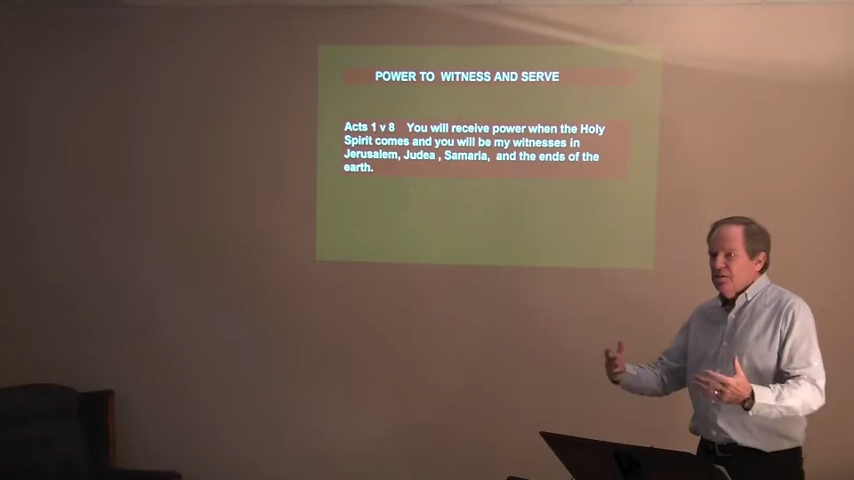 POWER TO WITNESS AND SERVE
Acts 1 v 8 You will receive power when the Holy
Spirit comes and you will be my witnesses in
Jerusalem, Judea , Samaria, and the ends of the
earth.